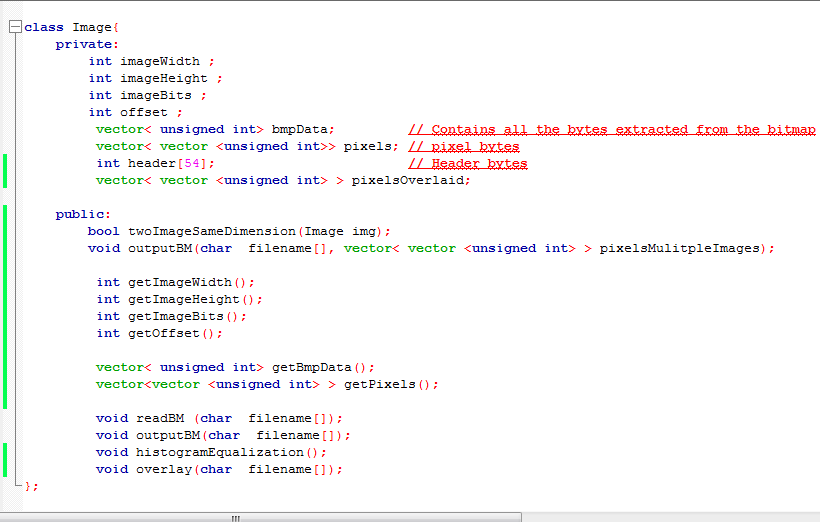 class Image{
private:
int imageWidth ;
int imageHeight ;
int imageBits ;
int offset ;
vector< unsigned int> bmpData; // Contains all the bytes extracted from the bitmap
vector< vector <unsigned int>> pixels; // pixel bytes
int header[54]; // Header bytes
vector< vector <unsigned int> > pixelsOverlaid;
public:
bool twoImageSameDimension(Image img);
void outputBM(char  filename[], vector< vector <unsigned int> > pixelsMulitpleImages);
int getImageWidth();
int getImageHeight();
int getImageBits();
int getOffset();
vector< unsigned int> getBmpData();
vector<vector <unsigned int> > getPixels();
void readBM (char  filename[]);
void outputBM(char  filename[]);
void histogramEqualization();
void overlay(char  filename[]);
};